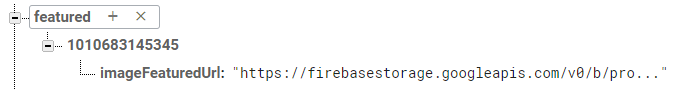 featured + ×
1010683145345
imageFeaturedUrl: "https://firebasestorage.googleapis.com/v0/b/pro..."